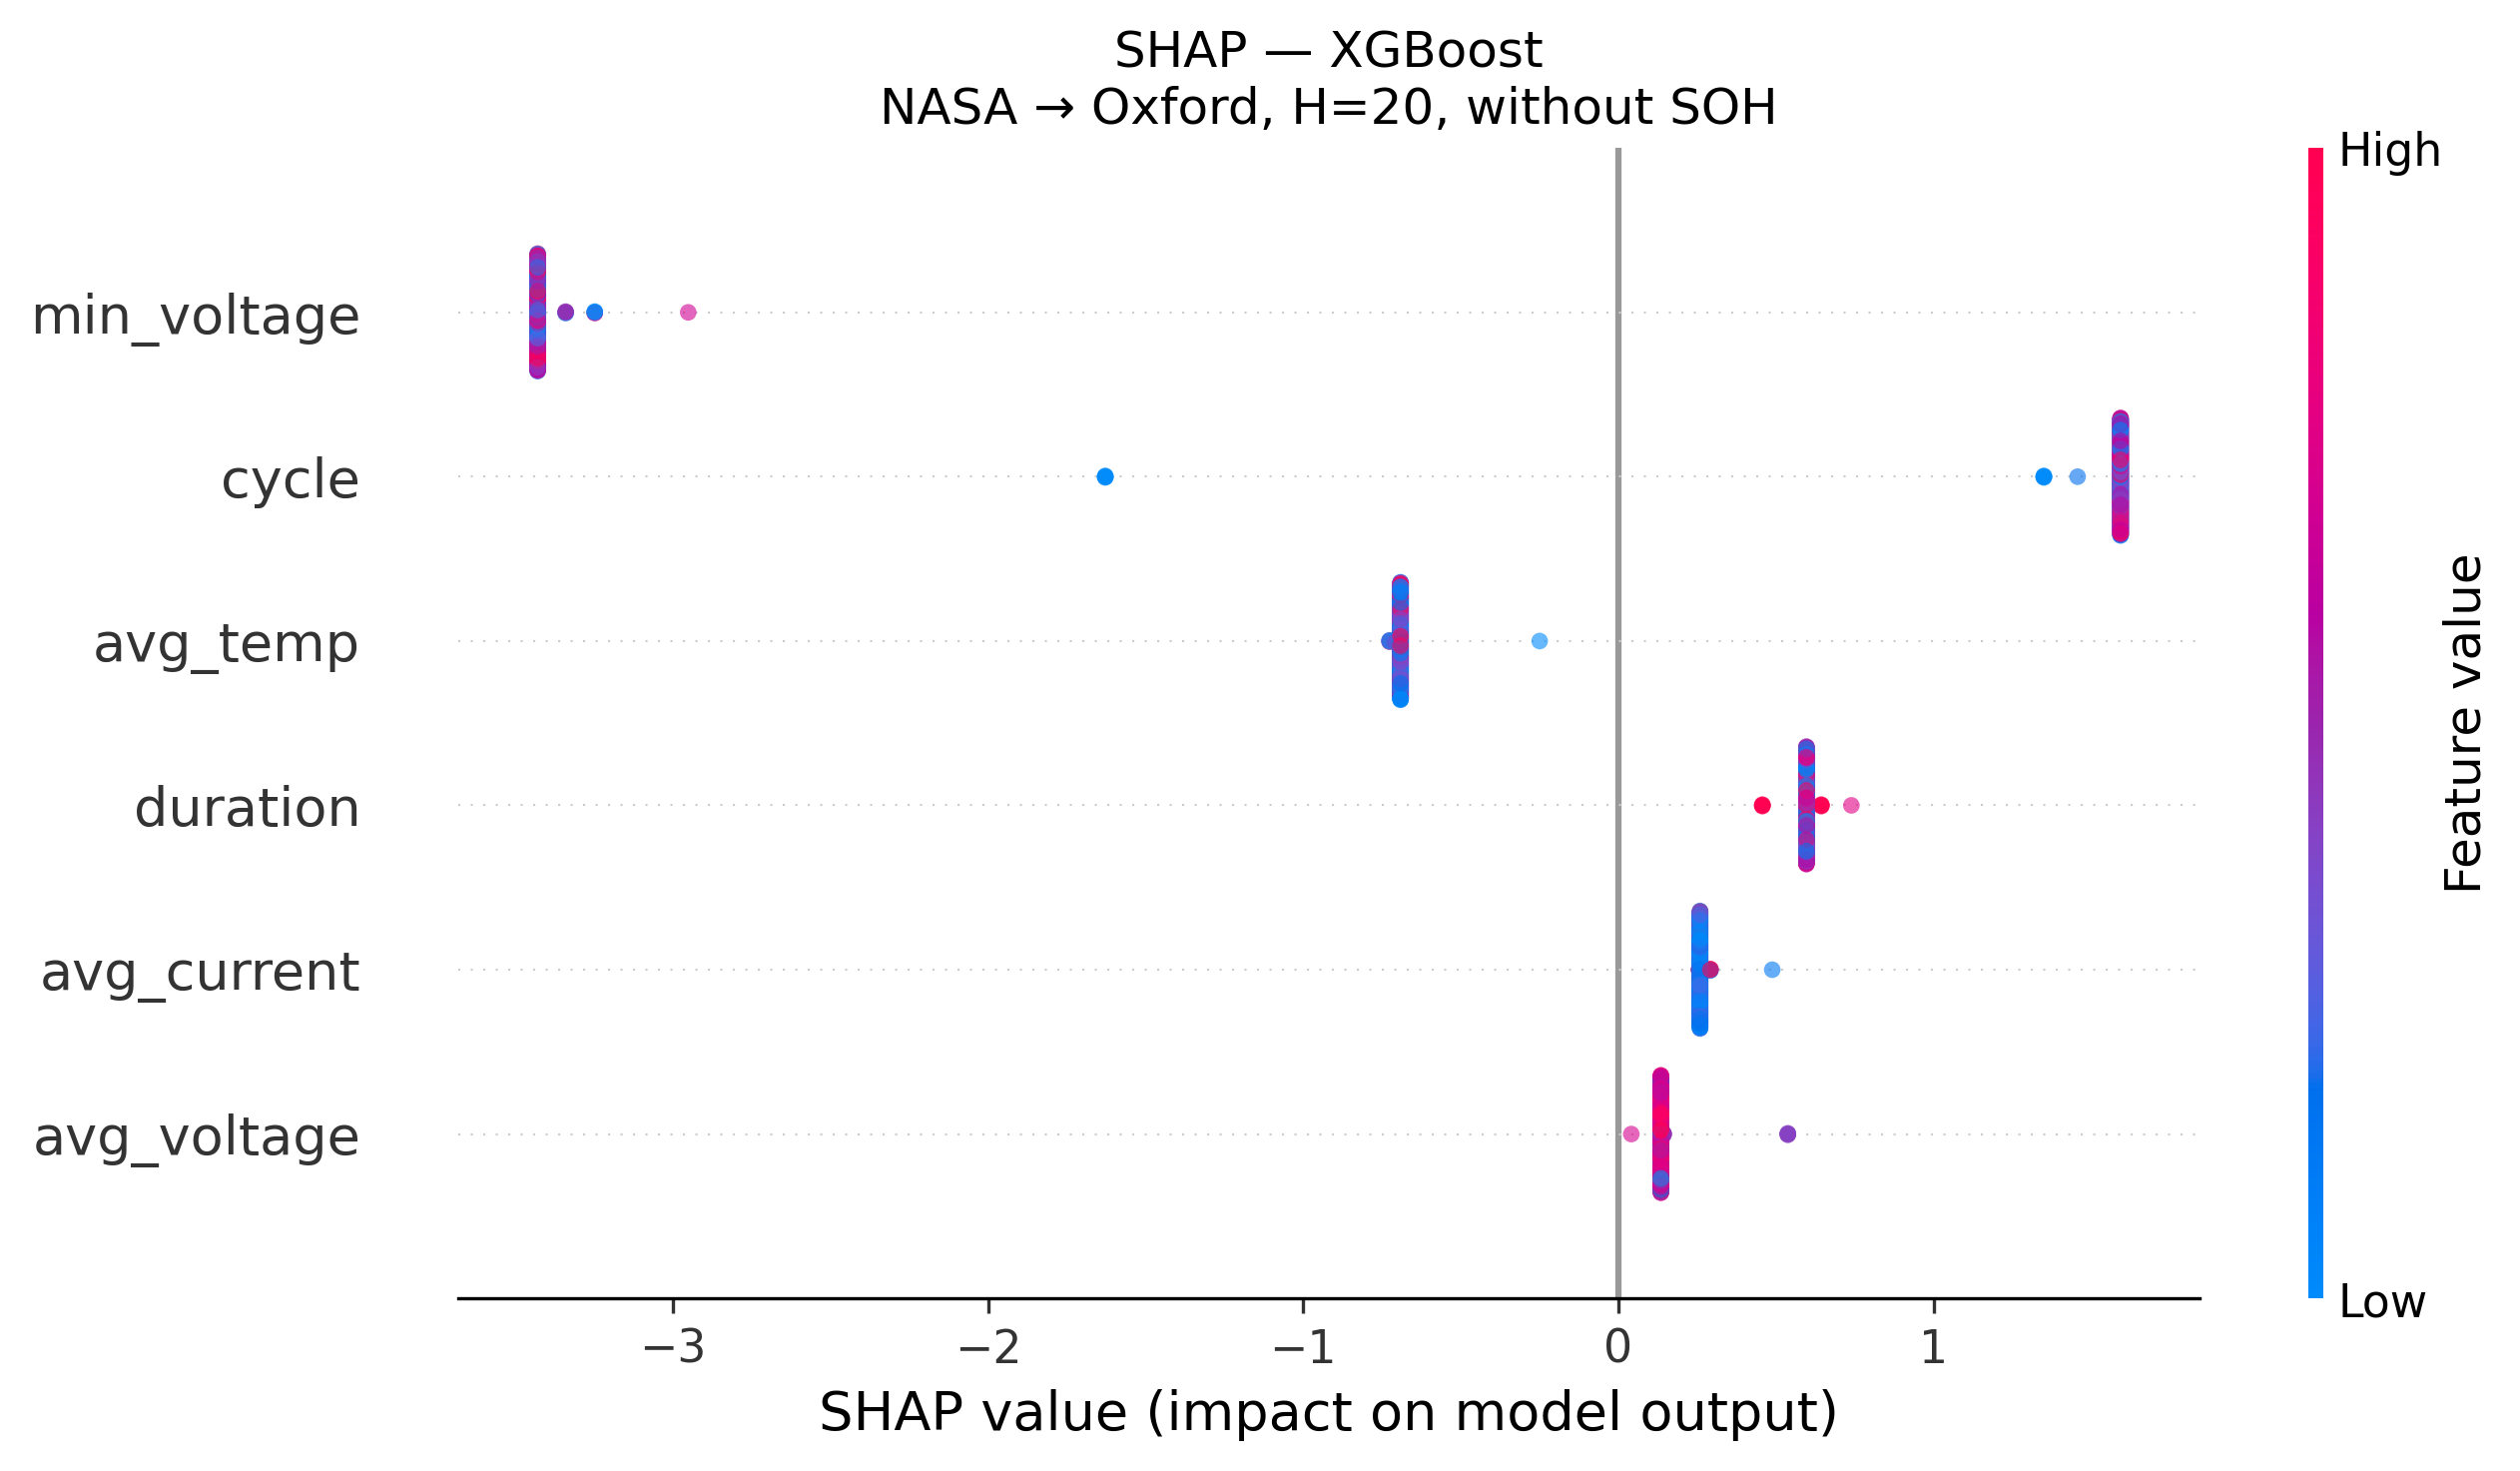 SHAP — XGBoost
NASA → Oxford, H=20, without SOH
High
min_voltage
cycle
avg_temp
duration
avg_current
avg_voltage
Feature value
Low
−3
−2
−1
0
1
SHAP value (impact on model output)